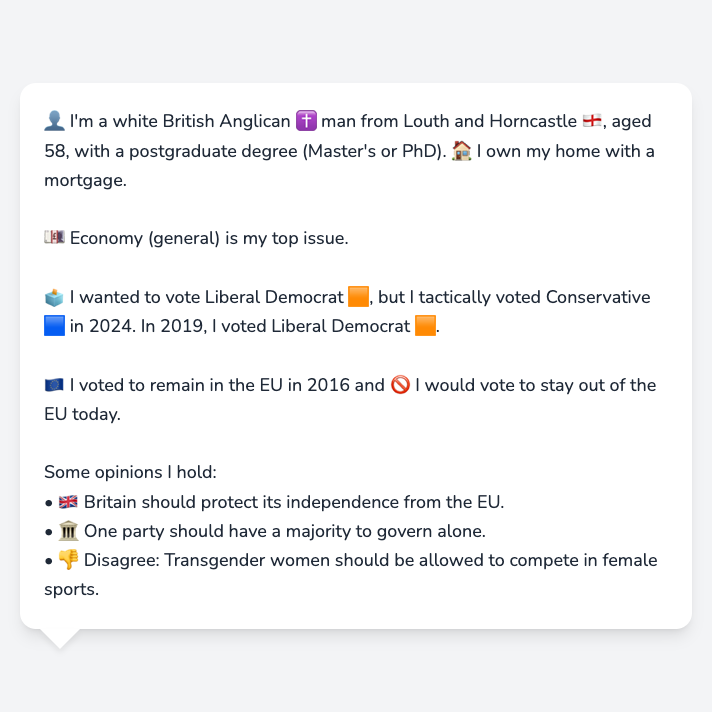 👤 I'm a white British Anglican ✝️ man from Louth and Horncastle 🏴󠁧󠁢󠁥󠁮󠁧󠁿, aged
58, with a postgraduate degree (Master's or PhD). 🏠 I own my home with a
mortgage.
💷 Economy (general) is my top issue.
🗳️ I wanted to vote Liberal Democrat 🟧, but I tactically voted Conservative
🟦 in 2024. In 2019, I voted Liberal Democrat 🟧.
🇪🇺 I voted to remain in the EU in 2016 and 🚫 I would vote to stay out of the
EU today.
Some opinions I hold:
• 🇬🇧 Britain should protect its independence from the EU.
• 🏛️ One party should have a majority to govern alone.
• 👎 Disagree: Transgender women should be allowed to compete in female
sports.